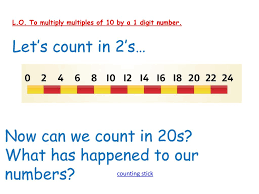 L.O. To multiply multiples of 10 by a 1 digit number.
Let's count in 2's…
0 2 4 6 8 10 12 14 16 18 20 22 24
Now can we count in 20s?
What has happened to our
numbers?
counting stick